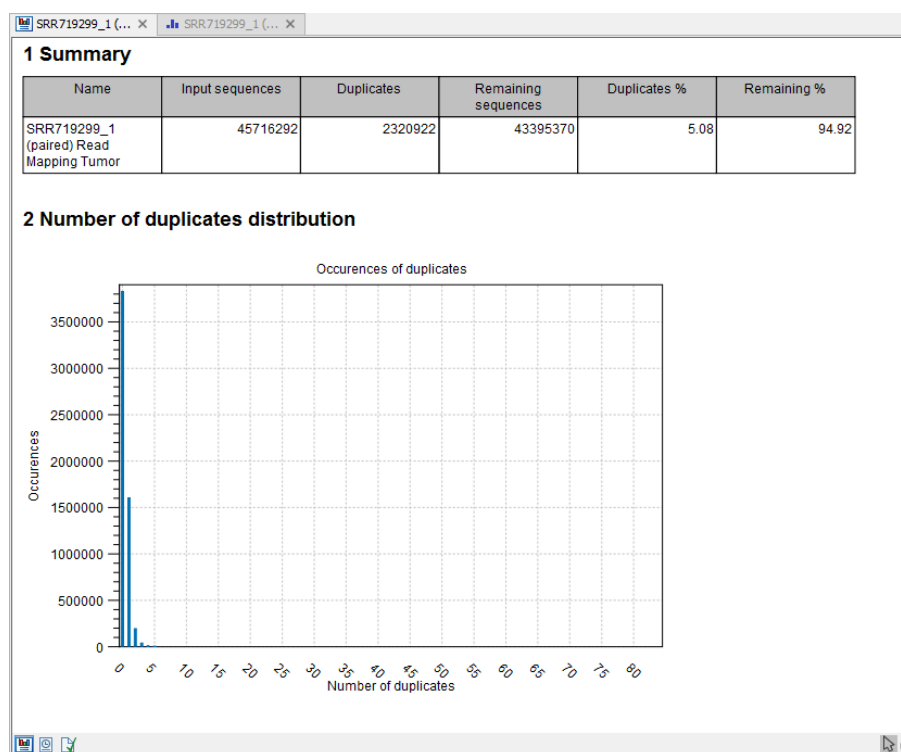 SRR719299_1 (... SRR719299_1 (...
1 Summary
Name Input sequences Duplicates Remaining sequences Duplicates % Remaining %
SRR719299_1 (paired) Read Mapping Tumor 45716292 2320922 43395370 5.08 94.92
2 Number of duplicates distribution
Occurences of duplicates
Occurences
3500000
3000000
2500000
2000000
1500000
1000000
500000
0
0 5 10 15 20 25 30 35 40 45 50 55 60 65 70 75 80
Number of duplicates